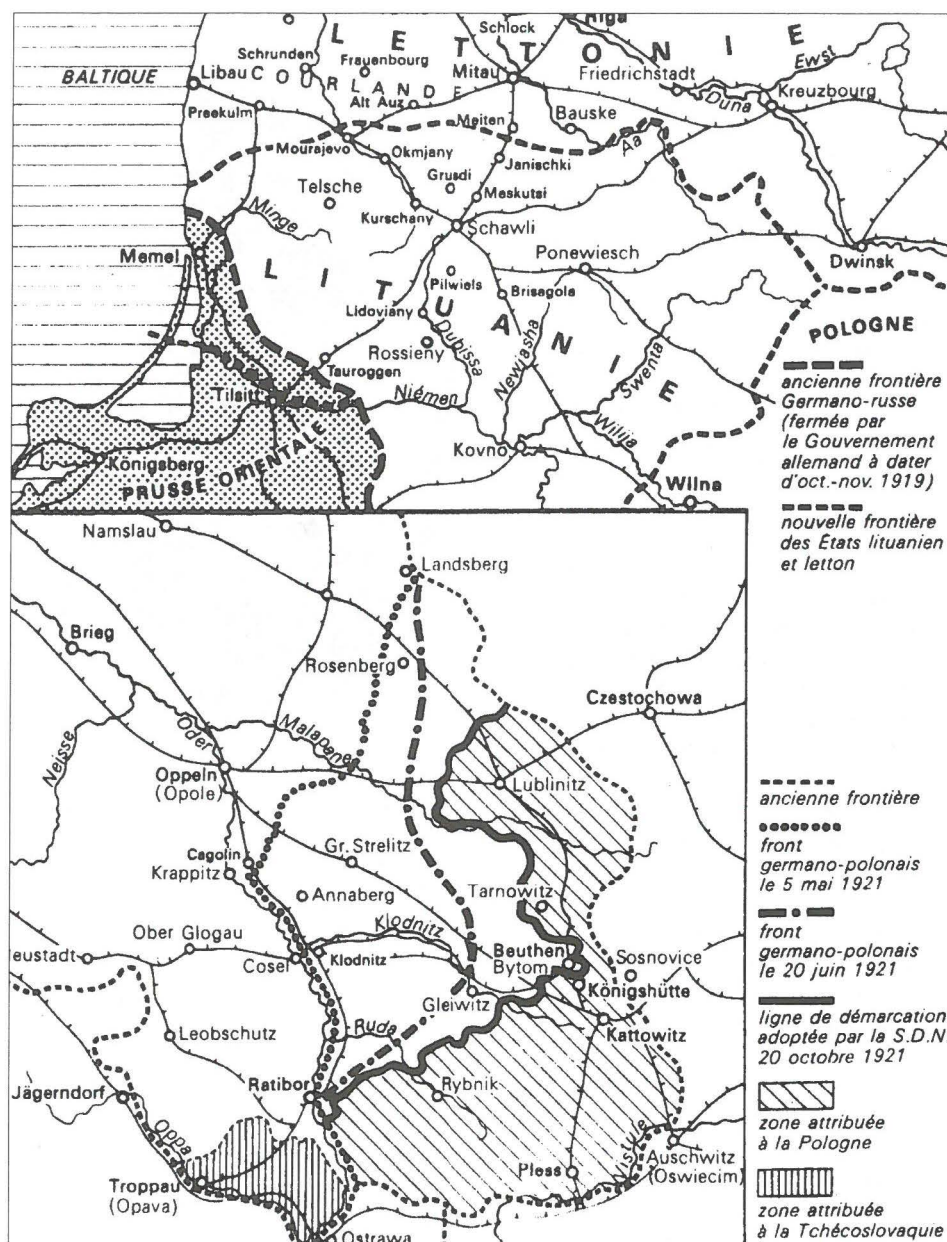 Riga
Schlock
LETTONIE
Ewst
Schrunden
Frauenbourg
BALTIQUE
Libau
COURLANDE
Mitau
Friedrichstadt
Kreuzbourg
Alt Auz
Duna
Preekulm
Meiten
Bauske
Mourajevo
Okmjany
Janischki
Aa
Grusdi
Telsche
Meskutsi
Minge
Kurschany
Schawli
Memel
Ponewiesch
Dwinsk
LITUANIE
Pilwiels
Brisagola
Lidoviany
POLOGNE
Dubissa
Rossieny
Newjasha
Swenta
Tauroggen
Tilsitt
Niémen
Wilija
Kovno
Königsberg
PRUSSE ORIENTALE
Wilna
ancienne frontière
Germano-russe
(fermée par
le Gouvernement
allemand à dater
d'oct.-nov. 1919)
nouvelle frontière
des États lituanien
et letton
Namslau
Landsberg
Brieg
Rosenberg
Czestochowa
Neisse
Oder
Malapane
Oppeln
(Opole)
Lublinitz
Cagolin
Gr. Strelitz
Krappitz
Annaberg
Tarnowitz
Klodnitz
Ober Glogau
eustadt
Cosel
Klodnitz
Beuthen
Bytom
Sosnovice
Gleiwitz
Königshütte
Leobschutz
Ruda
Kattowitz
Jägerndorf
Ratibor
Rybnik
Oppa
Vistule
Auschwitz
(Oswiecim)
Troppau
(Opava)
Pless
Ostrawa
ancienne frontière
front
germano-polonais
le 5 mai 1921
front
germano-polonais
le 20 juin 1921
ligne de démarcation
adoptée par la S.D.N.
20 octobre 1921
zone attribuée
à la Pologne
zone attribuée
à la Tchécoslovaquie